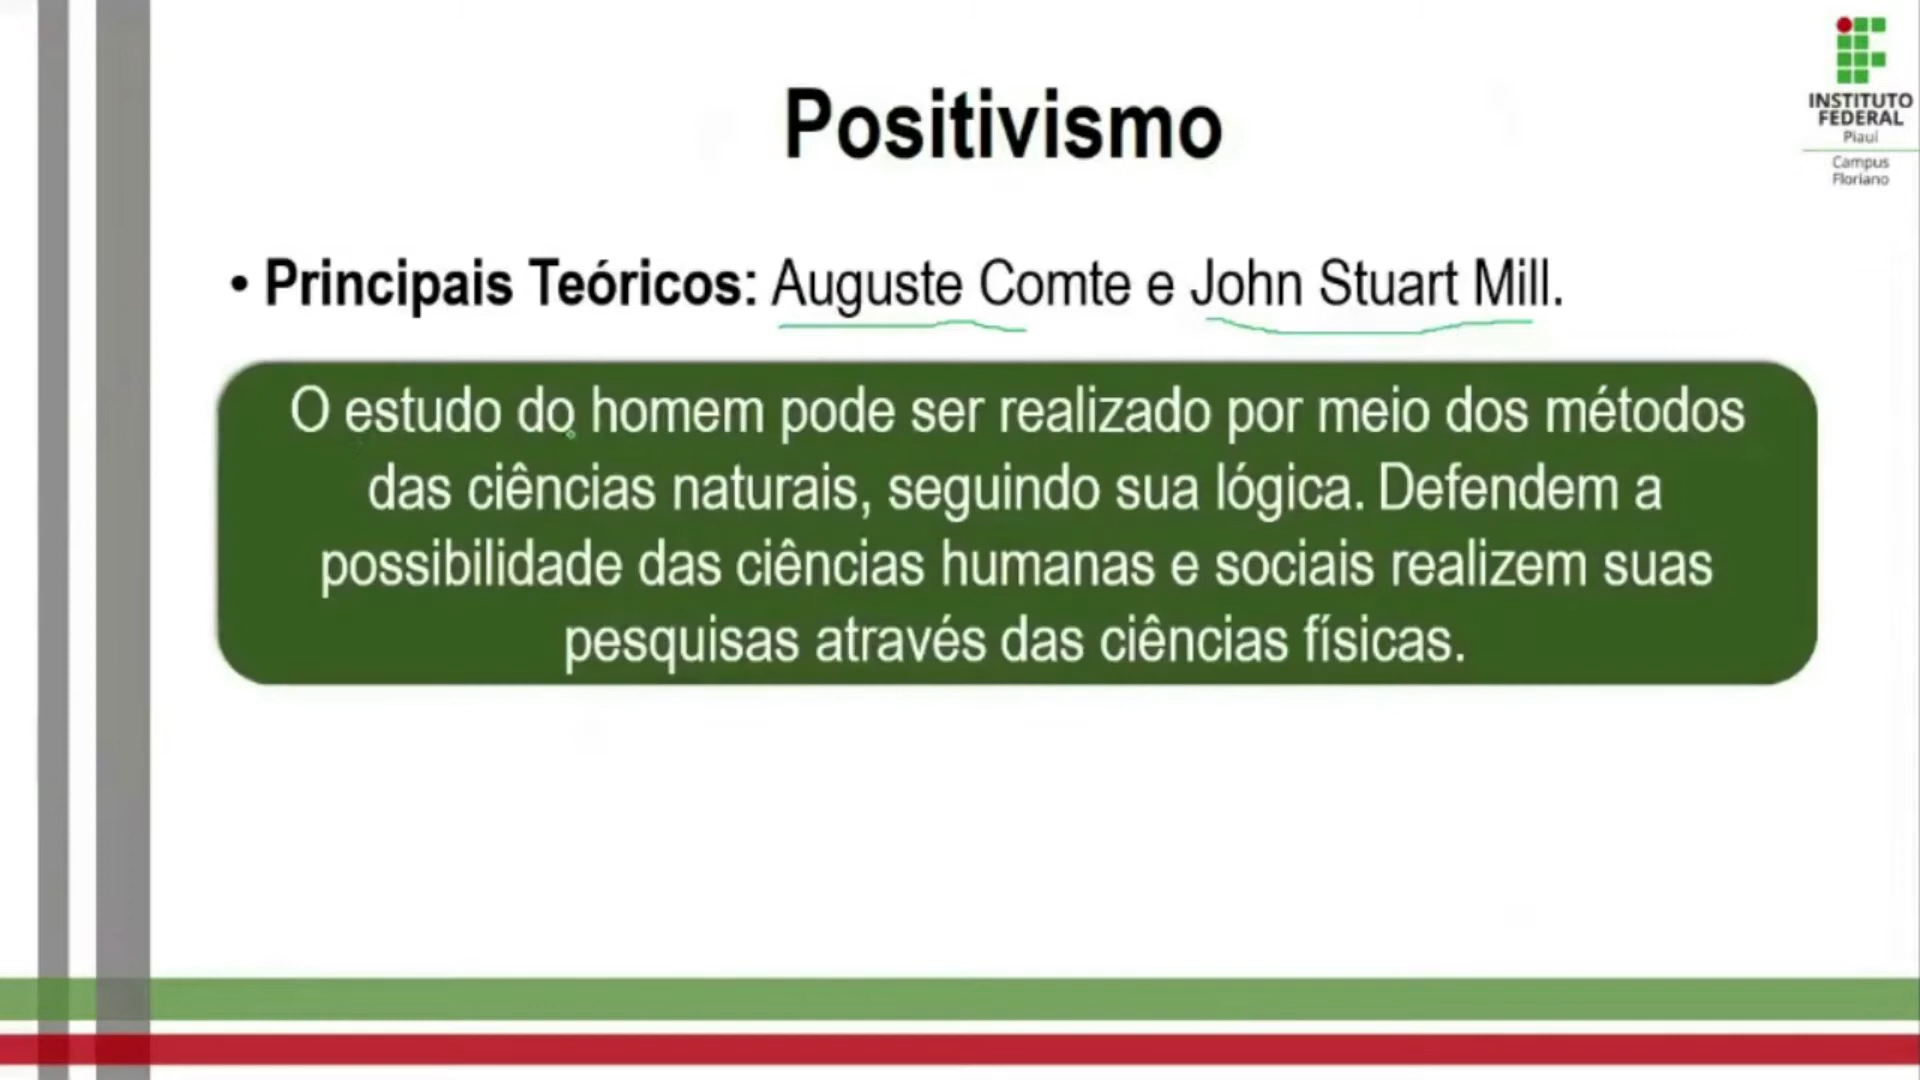 Positivismo
INSTITUTO
FEDERAL
Piauí
Campus
Floriano
• Principais Teóricos: Auguste Comte e John Stuart Mill.
O estudo do homem pode ser realizado por meio dos métodos
das ciências naturais, seguindo sua lógica. Defendem a
possibilidade das ciências humanas e sociais realizem suas
pesquisas através das ciências físicas.